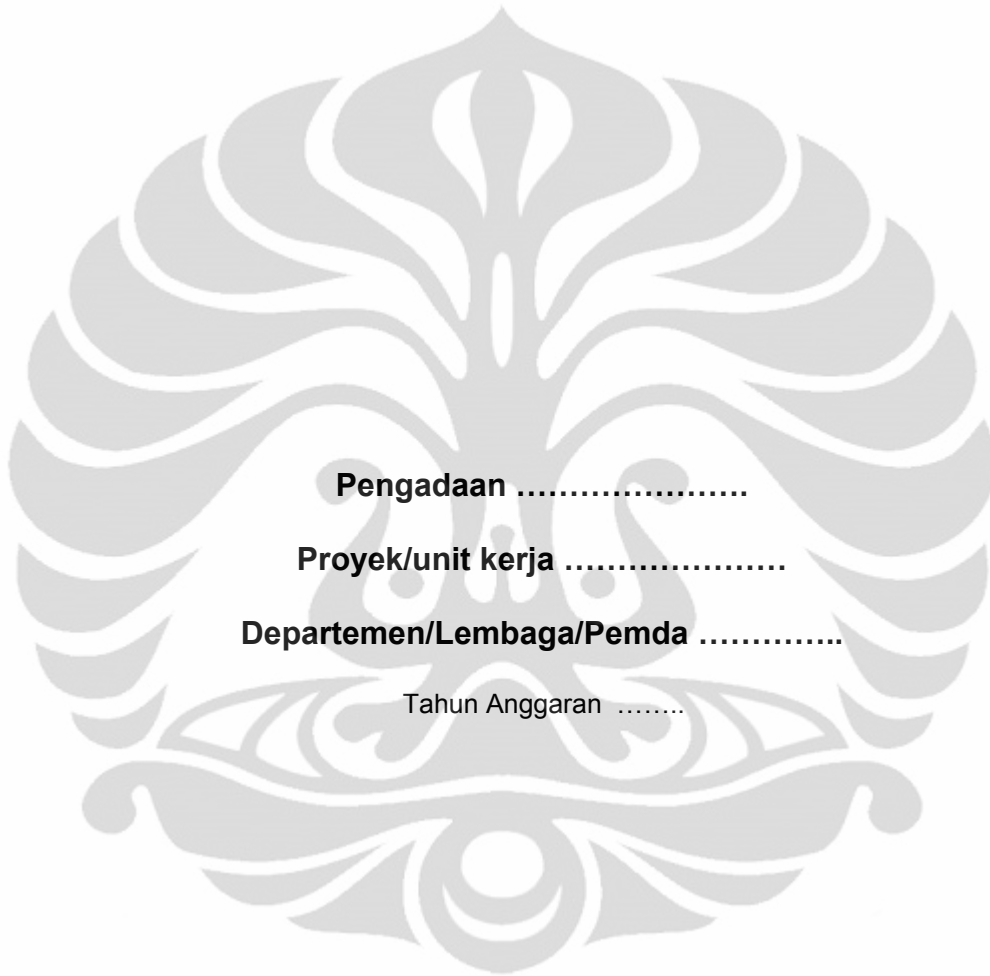 Pengadaan ………………….
Proyek/unit kerja …………………
Departemen/Lembaga/Pemda …………..
Tahun Anggaran ……..